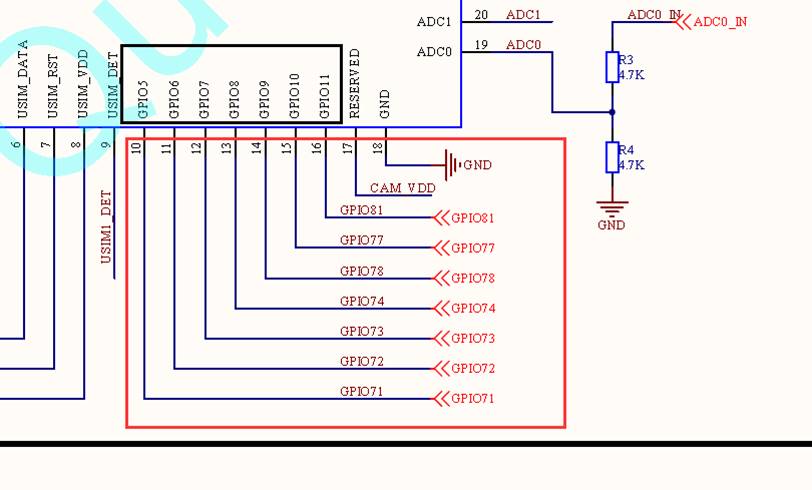 20 ADC1
ADC1
19 ADC0
ADC0
ADC0_IN
ADC0_IN
R3
4.7K
R4
4.7K
GND
USIM_DATA
USIM_RST
USIM_VDD
USIM_DET
GPIO5
GPIO6
GPIO7
GPIO8
GPIO9
GPIO10
GPIO11
RESERVED
GND
6
7
8
9
10
11
12
13
14
15
16
17
18
USIM1_DET
GND
CAM_VDD
GPIO81 GPIO81
GPIO77 GPIO77
GPIO78 GPIO78
GPIO74 GPIO74
GPIO73 GPIO73
GPIO72 GPIO72
GPIO71 GPIO71